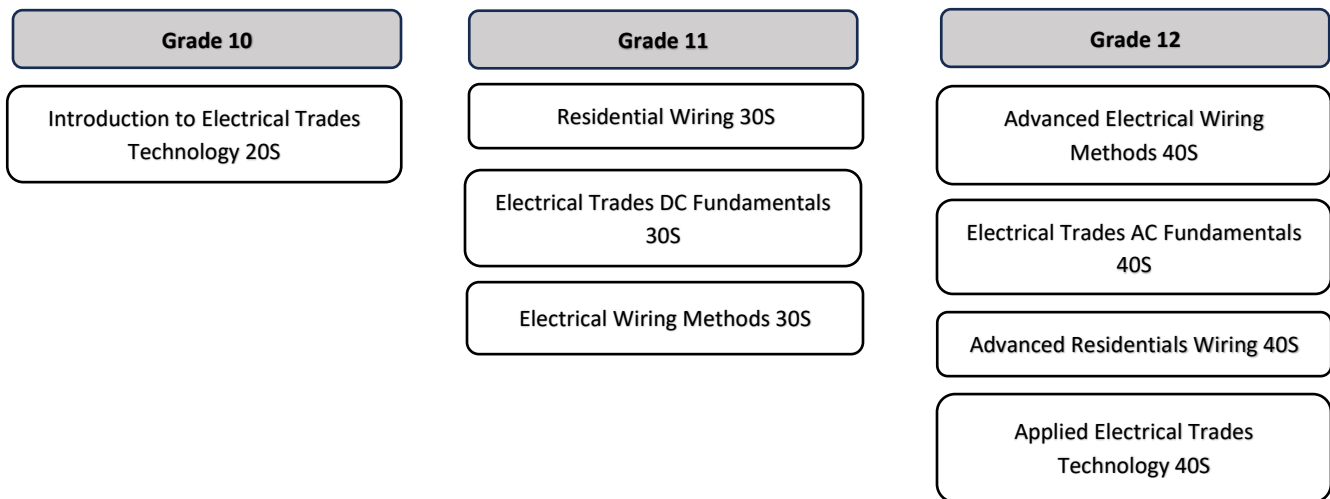 Grade 10
Introduction to Electrical Trades
Technology 20S
Grade 11
Residential Wiring 30S
Electrical Trades DC Fundamentals
30S
Electrical Wiring Methods 30S
Grade 12
Advanced Electrical Wiring
Methods 40S
Electrical Trades AC Fundamentals
40S
Advanced Residentials Wiring 40S
Applied Electrical Trades
Technology 40S